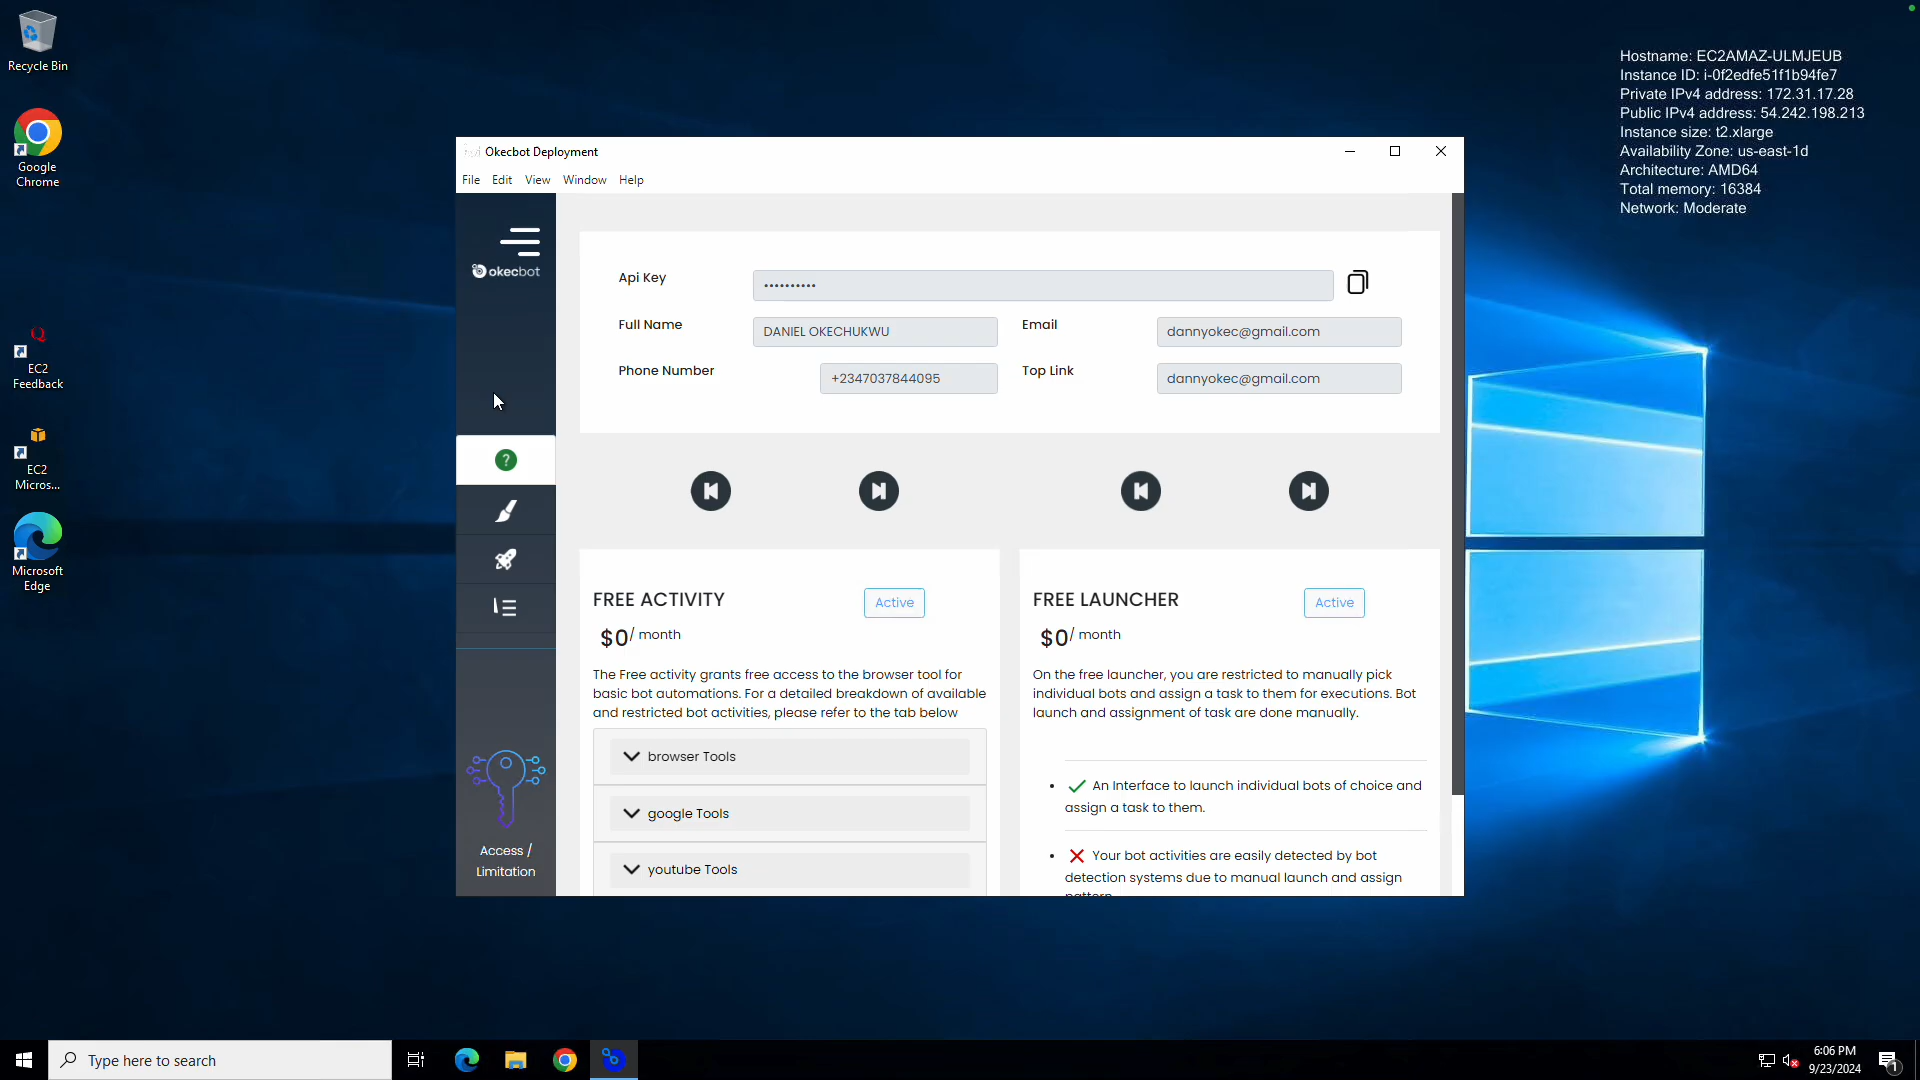 Recycle Bin
Google
Chrome
EC2
Feedback
EC2
Micros...
Microsoft
Edge
Hostname: EC2AMAZ-ULMJEUB
Instance ID: i-0f2edfe51f1b94fe7
Private IPv4 address: 172.31.17.28
Public IPv4 address: 54.242.198.213
Instance size: t2.xlarge
Availability Zone: us-east-1d
Architecture: AMD64
Total memory: 16384
Network: Moderate
Okecbot Deployment
File Edit View Window Help
okecbot
Access /
Limitation
Api Key ••••••••••
Full Name DANIEL OKECHUKWU Email dannyokec@gmail.com
Phone Number +2347037844095 Top Link dannyokec@gmail.com
FREE ACTIVITY Active
$0/ month
The Free activity grants free access to the browser tool for
basic bot automations. For a detailed breakdown of available
and restricted bot activities, please refer to the tab below
browser Tools
google Tools
youtube Tools
FREE LAUNCHER Active
$0/ month
On the free launcher, you are restricted to manually pick
individual bots and assign a task to them for executions. Bot
launch and assignment of task are done manually.
• An Interface to launch individual bots of choice and
assign a task to them.
• Your bot activities are easily detected by bot
detection systems due to manual launch and assign
pattern
Type here to search
6:06 PM
9/23/2024
1